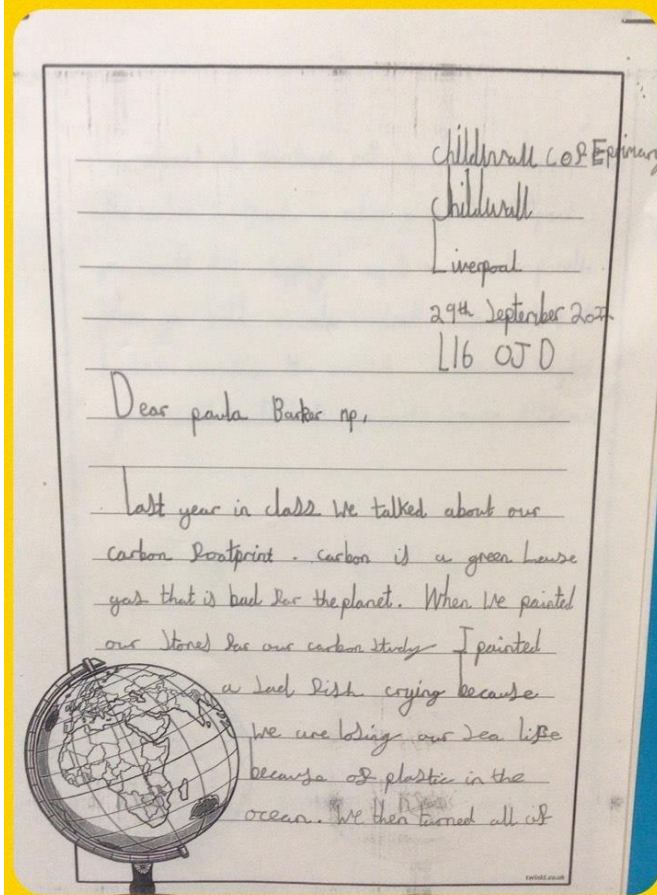 childwall C of E primary
childwall
Liverpool
29th September
L16 0JD
Dear paula Barker mp,
Last year in class we talked about our
carbon footprint. carbon is a green house
gas that is bad for the planet. When we painted
our stones for our carbon study I painted
a sad fish crying because
we are losing our sea life
because of plastic in the
ocean. We then turned all of
twinkl.co.uk